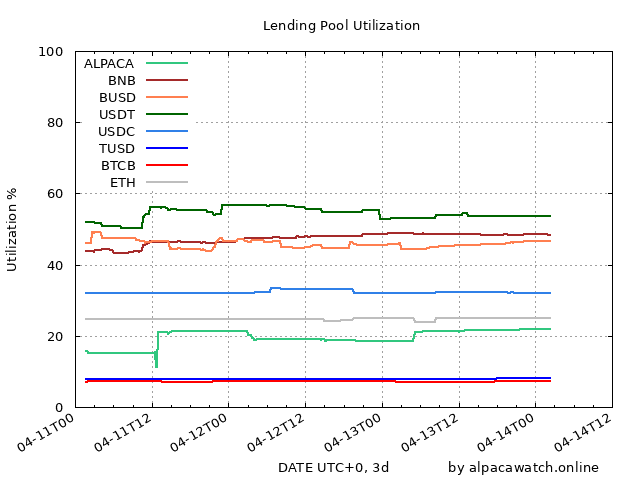 Lending Pool Utilization
Utilization %
100
80
60
40
20
0
ALPACA
BNB
BUSD
USDT
USDC
TUSD
BTCB
ETH
04-11T00
04-11T12
04-12T00
04-12T12
04-13T00
04-13T12
04-14T00
04-14T12
DATE UTC+0, 3d
by alpacawatch.online